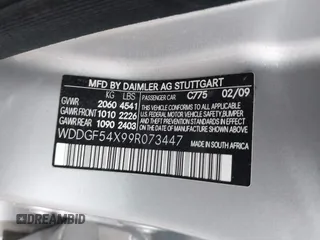 MFD BY DAIMLER AG STUTTGART
KG LBS PASSENGER CAR C775 02/09
GVWR 2060 4541
GAWR FRONT 1010 2226
GAWR REAR 1090 2403
THIS VEHICLE CONFORMS TO ALL
APPLICABLE U.S. FEDERAL MOTOR
VEHICLE SAFETY, BUMPER
AND THEFT PREVENTION STANDARDS
IN EFFECT ON THE DATE OF
MANUFACTURE SHOWN ABOVE.
WDDGF54X99R073447
MADE IN SOUTH AFRICA
DREAMBID